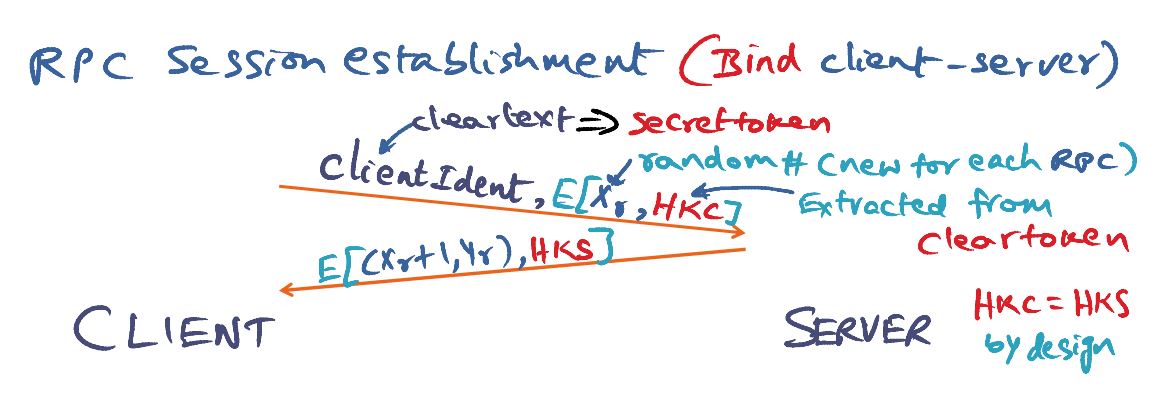 RPC Session establishment (Bind client-server)
cleartext => secrettoken
random # (new for each RPC)
ClientIdent, E[Xr, HKC]
Extracted from
cleartoken
E[(Xr+1, Yr), HKS]
HKC = HKS
CLIENT
SERVER
by design